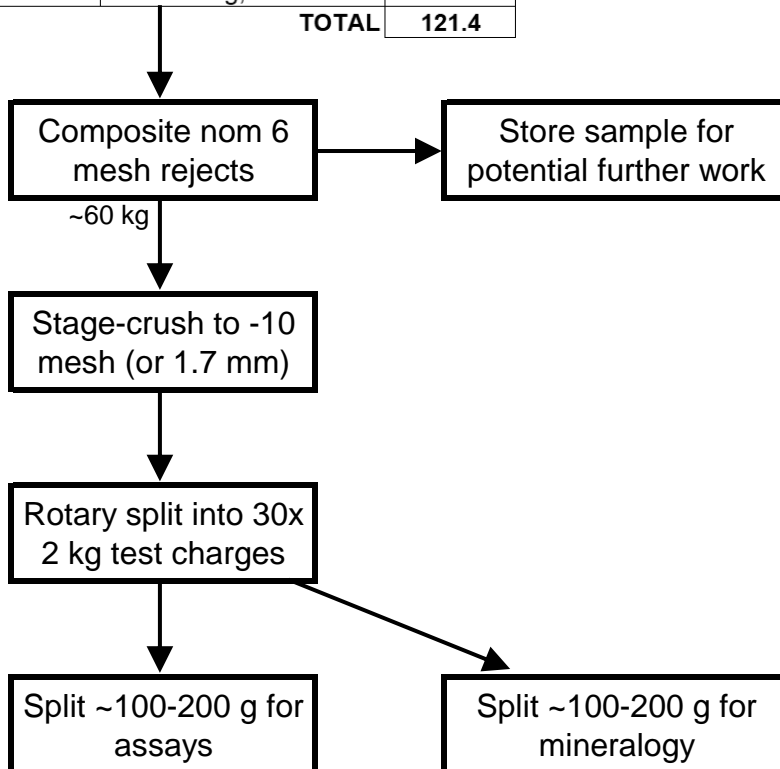 TOTAL 121.4
Composite nom 6
mesh rejects
Store sample for
potential further work
~60 kg
Stage-crush to -10
mesh (or 1.7 mm)
Rotary split into 30x
2 kg test charges
Split ~100-200 g for
assays
Split ~100-200 g for
mineralogy